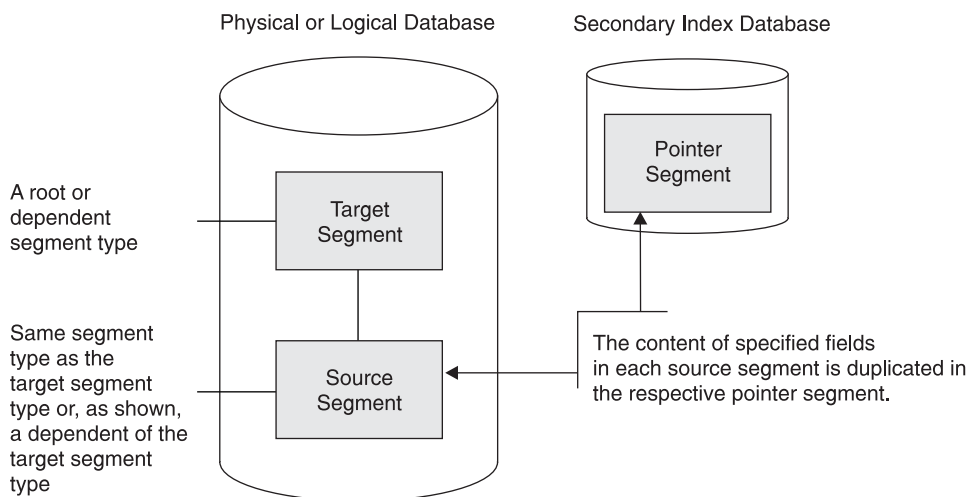 Physical or Logical Database
Secondary Index Database
Pointer
Segment
A root or
dependent
segment type
Target
Segment
Same segment
type as the
target segment
type or, as shown,
a dependent of the
target segment
type
Source
Segment
The content of specified fields
in each source segment is duplicated in
the respective pointer segment.